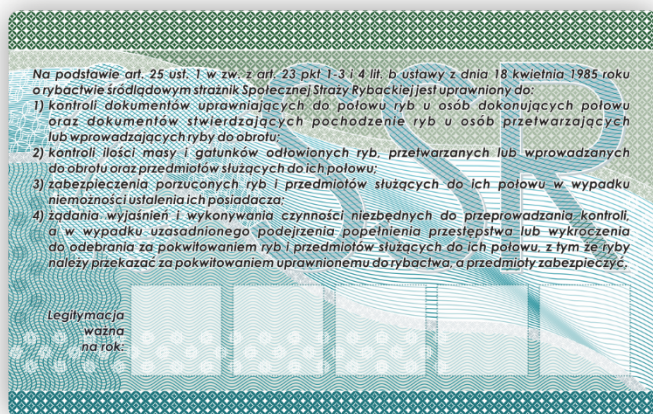 Na podstawie art. 25 ust. 1 w zw. z art. 23 pkt 1-3 i 4 lit. b ustawy z dnia 18 kwietnia 1985 roku
o rybactwie śródlądowym strażnik Społecznej Straży Rybackiej jest uprawniony do:
1) kontroli dokumentów uprawniających do połowu ryb u osób dokonujących połowu
oraz dokumentów stwierdzających pochodzenie ryb u osób przetwarzających
lub wprowadzających ryby do obrotu;
2) kontroli ilości masy i gatunków odłowionych ryb, przetwarzanych lub wprowadzanych
do obrotu oraz przedmiotów służących do ich połowu;
3) zabezpieczenia porzuconych ryb i przedmiotów służących do ich połowu w wypadku
niemożności ustalenia ich posiadacza;
4) żądania wyjaśnień i wykonywania czynności niezbędnych do przeprowadzania kontroli,
a w wypadku uzasadnionego podejrzenia popełnienia przestępstwa lub wykroczenia
do odebrania za pokwitowaniem ryb i przedmiotów służących do ich połowu, z tym że ryby
należy przekazać za pokwitowaniem uprawnionemu do rybactwa, a przedmioty zabezpieczyć.
SSR
Legitymacja
ważna
na rok: